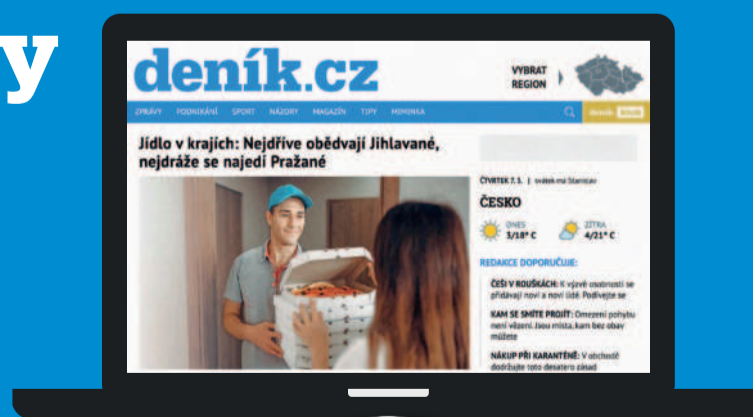 y
deník.cz
VYBRAT
REGION
ZPRÁVY PODNIKÁNÍ SPORT NÁZORY MAGAZÍN TIPY MIMINKA
Jídlo v krajích: Nejdříve obědvají Jihlavané,
nejdráže se najedí Pražané
ČTVRTEK 7. 5. | svátek má Stanislav
ČESKO
DNES
3/18° C
ZÍTRA
4/21° C
REDAKCE DOPORUČUJE:
ČEŠI V ROUŠKÁCH: K výzvě osobností se
přidávají noví a noví lidé. Podívejte se
KAM SE SMÍTE PROJÍT: Omezení pohybu
není vězení. Jsou místa, kam bez obav
můžete
NÁKUP PŘI KARANTÉNĚ: V obchodě
dodržujte toto desatero zásad